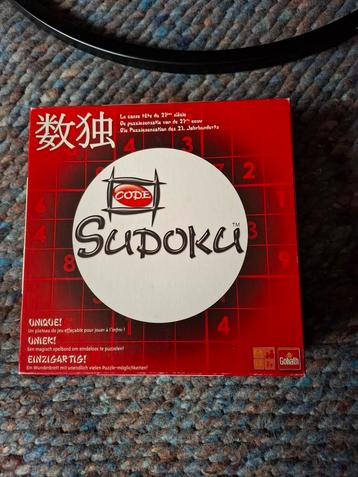 数独
Le casse tête du 21ème siècle
De puzzelsensatie van de 21ste eeuw
Die Puzzlesensation des 21. Jahrhunderts
CODE
SUDOKU™
UNIQUE!
Un plateau de jeu effaçable pour jouer à l'infini !
UNIEK!
Een magisch spelbord om eindeloos te puzzelen!
EINZIGARTIG!
Ein Wunderbrett mit unendlich vielen Puzzle-möglichkeiten!
Goliath